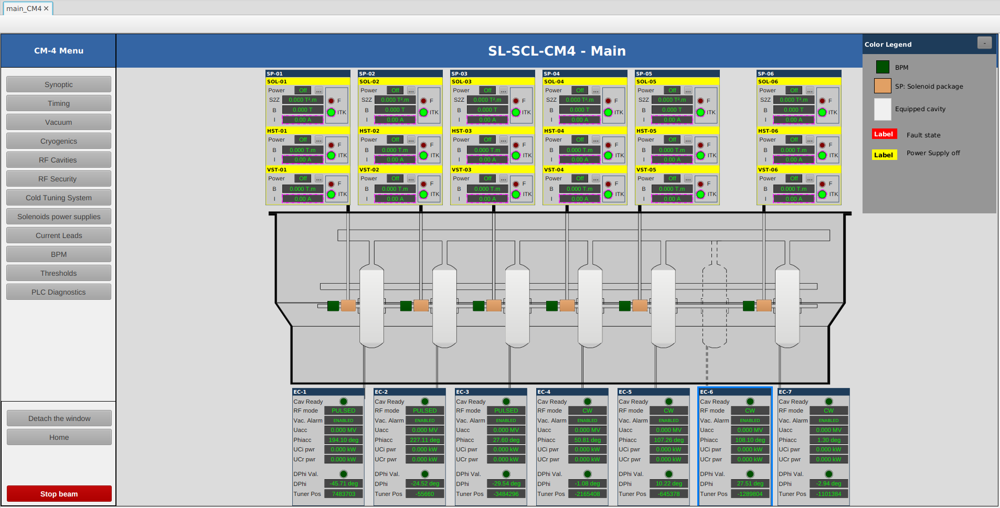 main_CM4
CM-4 Menu
SL-SCL-CM4 - Main
Color Legend
-
BPM
SP: Solenoid package
Equipped cavity
Label Fault state
Label Power Supply off
Synoptic
Timing
Vacuum
Cryogenics
RF Cavities
RF Security
Cold Tuning System
Solenoids power supplies
Current Leads
BPM
Thresholds
PLC Diagnostics
Detach the window
Home
Stop beam
SP-01
SOL-01
Power Off ...
S2Z 0.000 T².m F
B 0.000 T ITK
I 0.00 A
HST-01
Power Off ... F
B 0.000 T.m ITK
I 0.00 A
VST-01
Power Off ... F
B 0.000 T.m ITK
I 0.00 A
SP-02
SOL-02
Power Off ...
S2Z 0.000 T².m F
B 0.000 T ITK
I 0.00 A
HST-02
Power Off ... F
B 0.000 T.m ITK
I 0.00 A
VST-02
Power Off ... F
B 0.000 T.m ITK
I 0.00 A
SP-03
SOL-03
Power Off ...
S2Z 0.000 T².m F
B 0.000 T ITK
I 0.00 A
HST-03
Power Off ... F
B 0.000 T.m ITK
I 0.00 A
VST-03
Power Off ... F
B 0.000 T.m ITK
I 0.00 A
SP-04
SOL-04
Power Off ...
S2Z 0.000 T².m F
B 0.000 T ITK
I 0.00 A
HST-04
Power Off ... F
B 0.000 T.m ITK
I 0.00 A
VST-04
Power Off ... F
B 0.000 T.m ITK
I 0.00 A
SP-05
SOL-05
Power Off ...
S2Z 0.000 T².m F
B 0.000 T ITK
I 0.00 A
HST-05
Power Off ... F
B 0.000 T.m ITK
I 0.00 A
VST-05
Power Off ... F
B 0.000 T.m ITK
I 0.00 A
SP-06
SOL-06
Power Off ...
S2Z 0.000 T².m F
B 0.000 T ITK
I 0.00 A
HST-06
Power Off ... F
B 0.000 T.m ITK
I 0.00 A
VST-06
Power Off ... F
B 0.000 T.m ITK
I 0.00 A
EC-1
Cav Ready
RF mode PULSED
Vac. Alarm ENABLED
Uacc 0.000 MV
Phiacc 194.10 deg
UCi pwr 0.000 kW
UCr pwr 0.000 kW
DPhi Val.
DPhi -45.71 deg
Tuner Pos 7483703
EC-2
Cav Ready
RF mode PULSED
Vac. Alarm ENABLED
Uacc 0.000 MV
Phiacc 227.11 deg
UCi pwr 0.000 kW
UCr pwr 0.000 kW
DPhi Val.
DPhi -24.52 deg
Tuner Pos -55660
EC-3
Cav Ready
RF mode PULSED
Vac. Alarm ENABLED
Uacc 0.000 MV
Phiacc 27.60 deg
UCi pwr 0.000 kW
UCr pwr 0.000 kW
DPhi Val.
DPhi -29.54 deg
Tuner Pos -3484296
EC-4
Cav Ready
RF mode CW
Vac. Alarm ENABLED
Uacc 0.000 MV
Phiacc 50.81 deg
UCi pwr 0.000 kW
UCr pwr 0.000 kW
DPhi Val.
DPhi -1.08 deg
Tuner Pos -2165408
EC-5
Cav Ready
RF mode CW
Vac. Alarm ENABLED
Uacc 0.000 MV
Phiacc 107.26 deg
UCi pwr 0.000 kW
UCr pwr 0.000 kW
DPhi Val.
DPhi 10.22 deg
Tuner Pos -645378
EC-6
Cav Ready
RF mode CW
Vac. Alarm ENABLED
Uacc 0.000 MV
Phiacc 108.10 deg
UCi pwr 0.000 kW
UCr pwr 0.000 kW
DPhi Val.
DPhi 27.51 deg
Tuner Pos -1289804
EC-7
Cav Ready
RF mode CW
Vac. Alarm ENABLED
Uacc 0.000 MV
Phiacc 1.30 deg
UCi pwr 0.000 kW
UCr pwr 0.000 kW
DPhi Val.
DPhi -2.94 deg
Tuner Pos -1101384